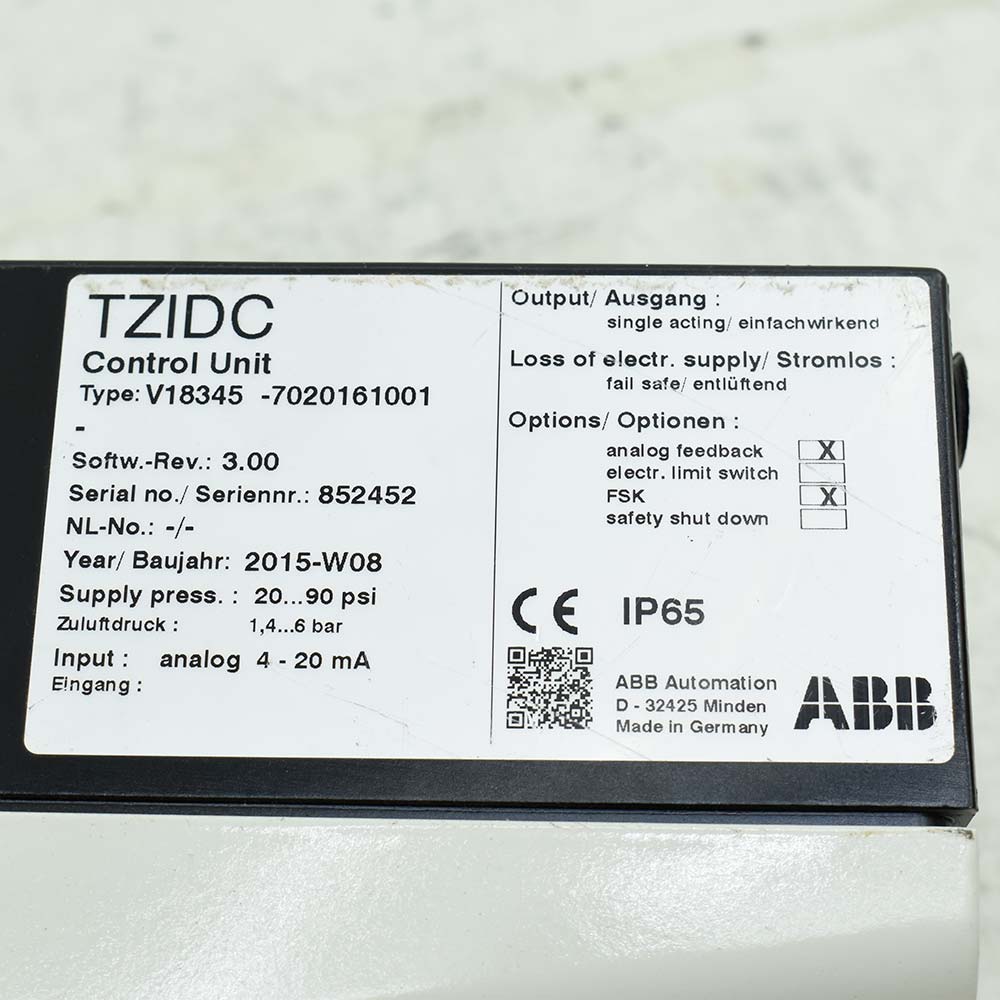 TZIDC
Control Unit
Type: V18345 -7020161001
-
Softw.-Rev.: 3.00
Serial no./ Seriennr.: 852452
NL-No.: -/-
Year/ Baujahr: 2015-W08
Supply press. : 20...90 psi
Zuluftdruck : 1,4...6 bar
Input : analog 4 - 20 mA
Eingang :
Output/ Ausgang :
single acting/ einfachwirkend
Loss of electr. supply/ Stromlos :
fail safe/ entlüftend
Options/ Optionen :
analog feedback X
electr. limit switch
FSK X
safety shut down
CE IP65
ABB Automation
D - 32425 Minden
Made in Germany
ABB